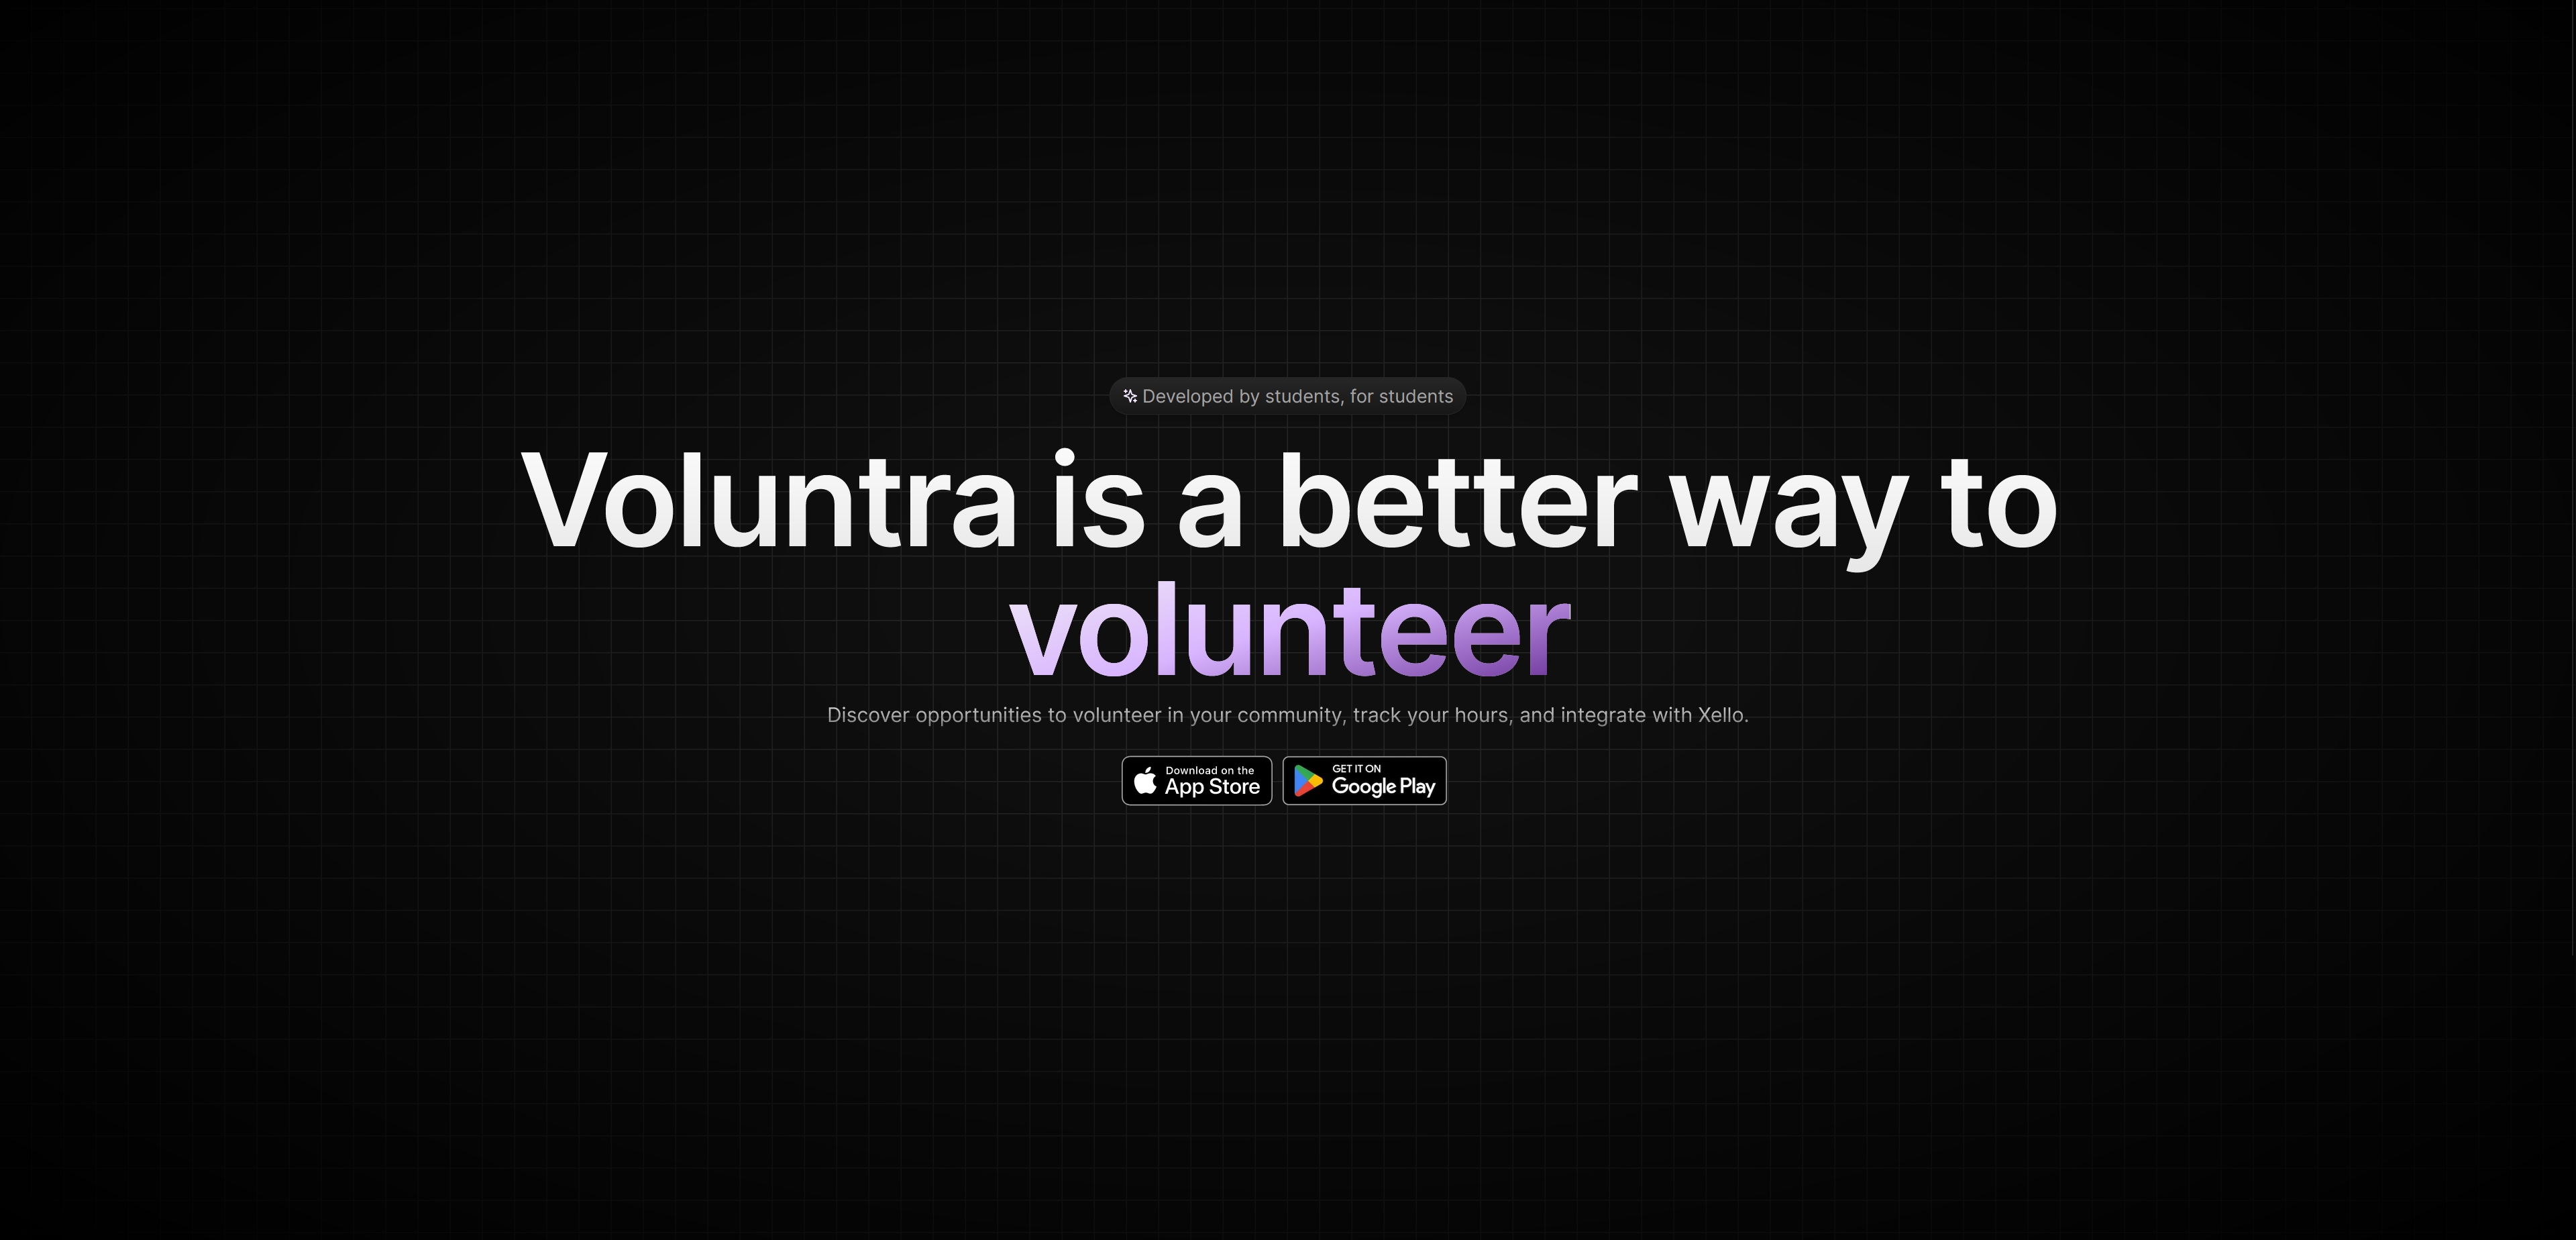 Developed by students, for students
Voluntra is a better way to
volunteer
Discover opportunities to volunteer in your community, track your hours, and integrate with Xello.
Download on the
App Store
GET IT ON
Google Play